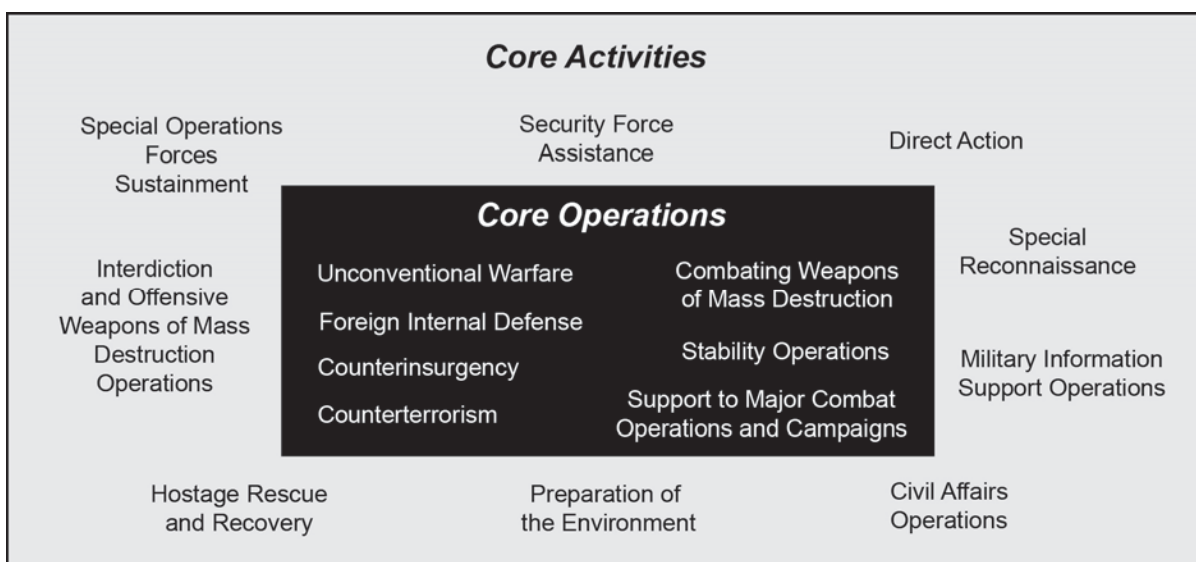 Core Activities
Special Operations
Forces
Sustainment
Security Force
Assistance
Direct Action
Core Operations
Unconventional Warfare
Foreign Internal Defense
Counterinsurgency
Counterterrorism
Combating Weapons
of Mass Destruction
Stability Operations
Support to Major Combat
Operations and Campaigns
Interdiction
and Offensive
Weapons of Mass
Destruction
Operations
Special
Reconnaissance
Military Information
Support Operations
Hostage Rescue
and Recovery
Preparation of
the Environment
Civil Affairs
Operations